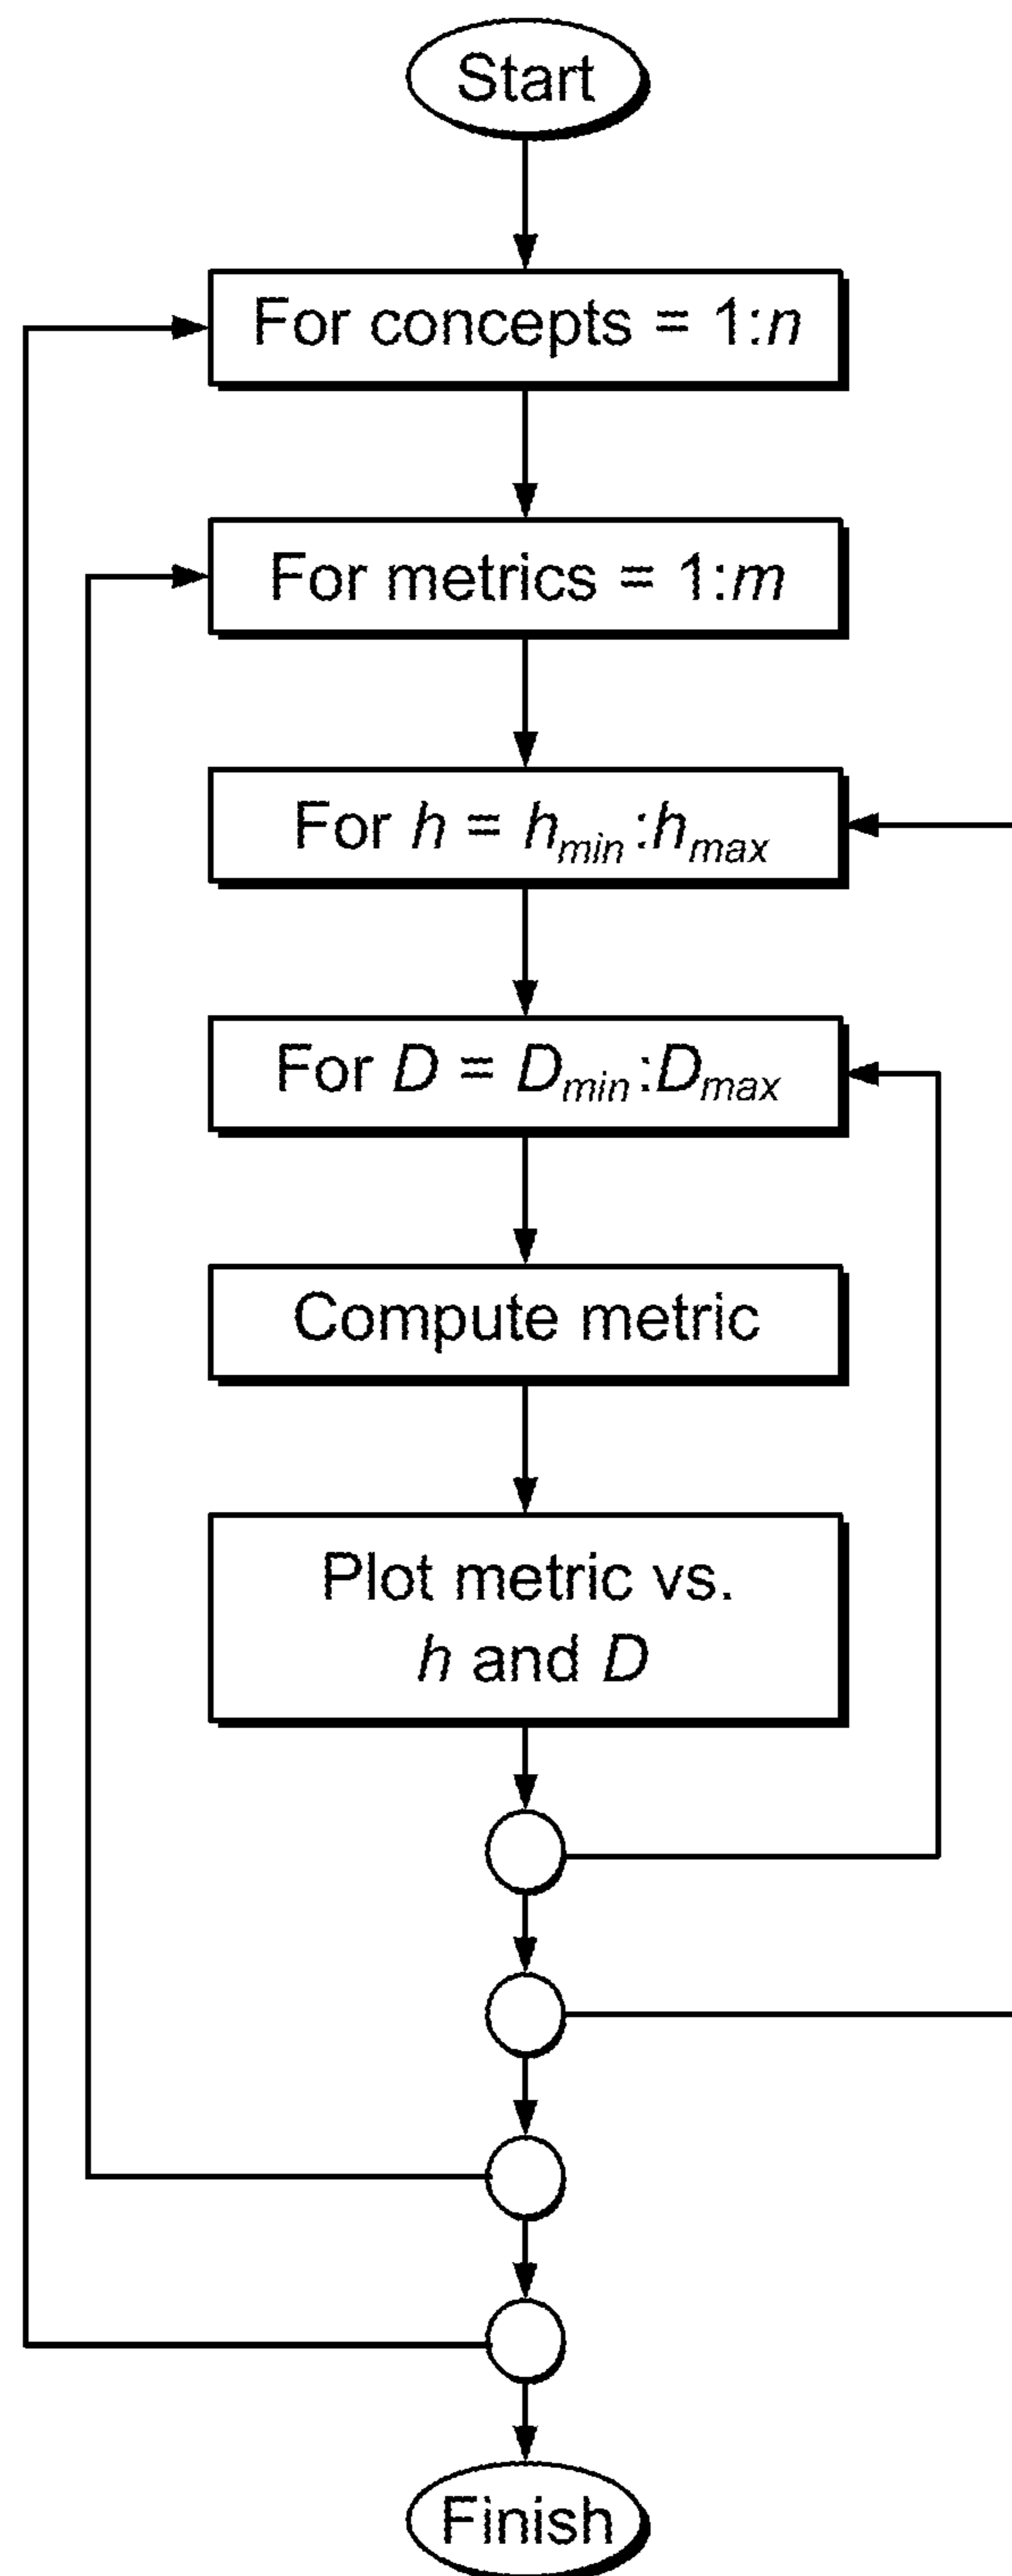 Start
For concepts = 1:n
For metrics = 1:m
For h = hmin:hmax
For D = Dmin:Dmax
Compute metric
Plot metric vs.
h and D
Finish